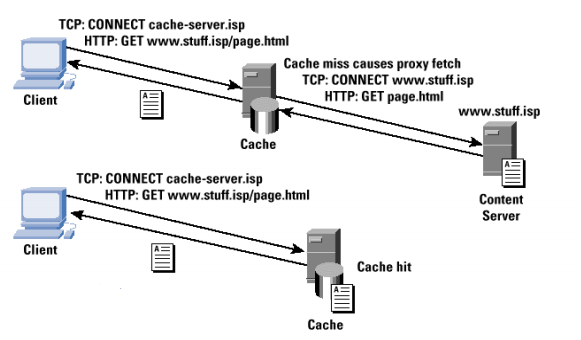 TCP: CONNECT cache-server.isp
HTTP: GET www.stuff.isp/page.html
Cache miss causes proxy fetch
TCP: CONNECT www.stuff.isp
HTTP: GET page.html
www.stuff.isp
Client
A
Cache
A
Content
Server
TCP: CONNECT cache-server.isp
HTTP: GET www.stuff.isp/page.html
Client
A
Cache hit
A
Cache